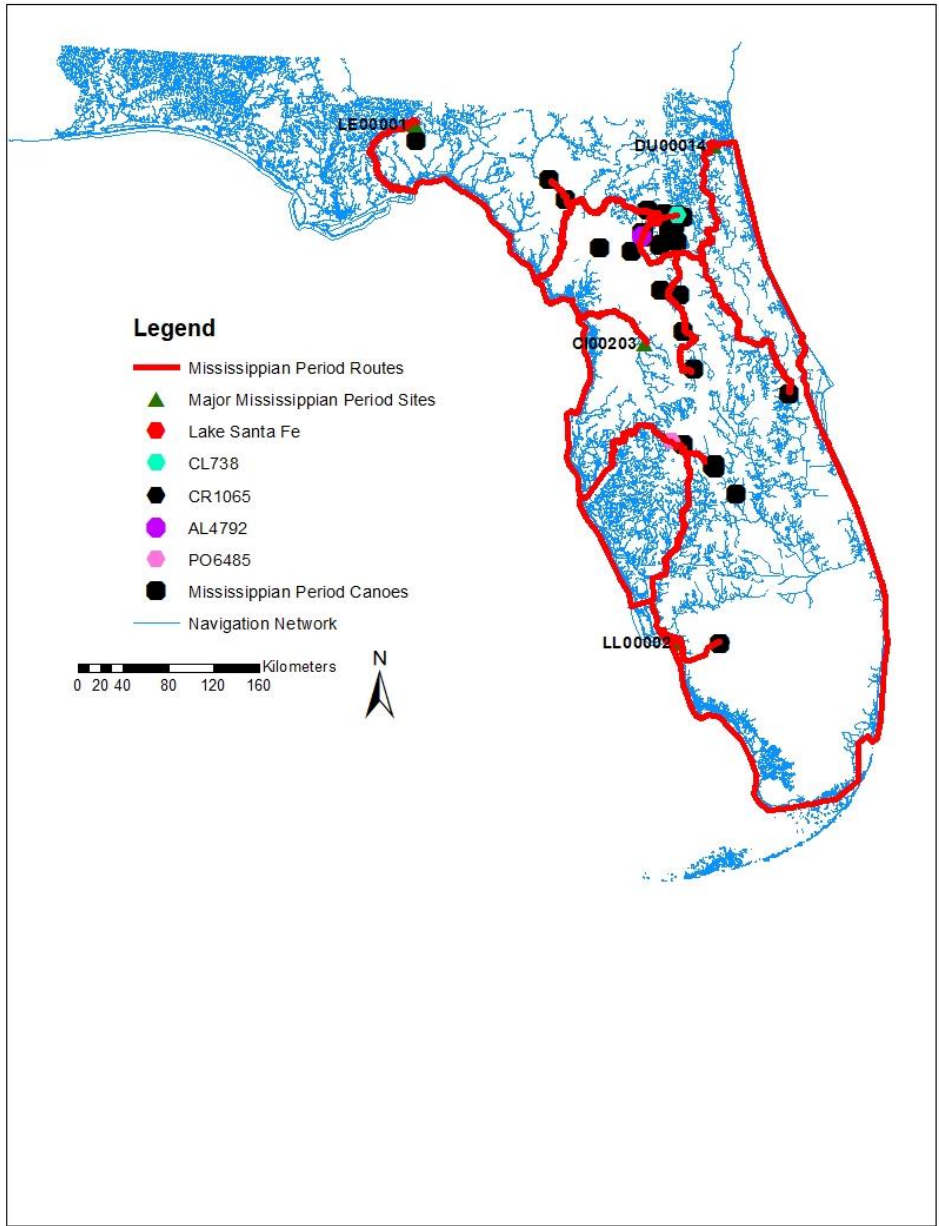 LE00001
DU00014
CI00203
Legend
Mississippian Period Routes
Major Mississippian Period Sites
Lake Santa Fe
CL738
CR1065
AL4792
PO6485
Mississippian Period Canoes
Navigation Network
LL00002
Kilometers
0 20 40 80 120 160
N